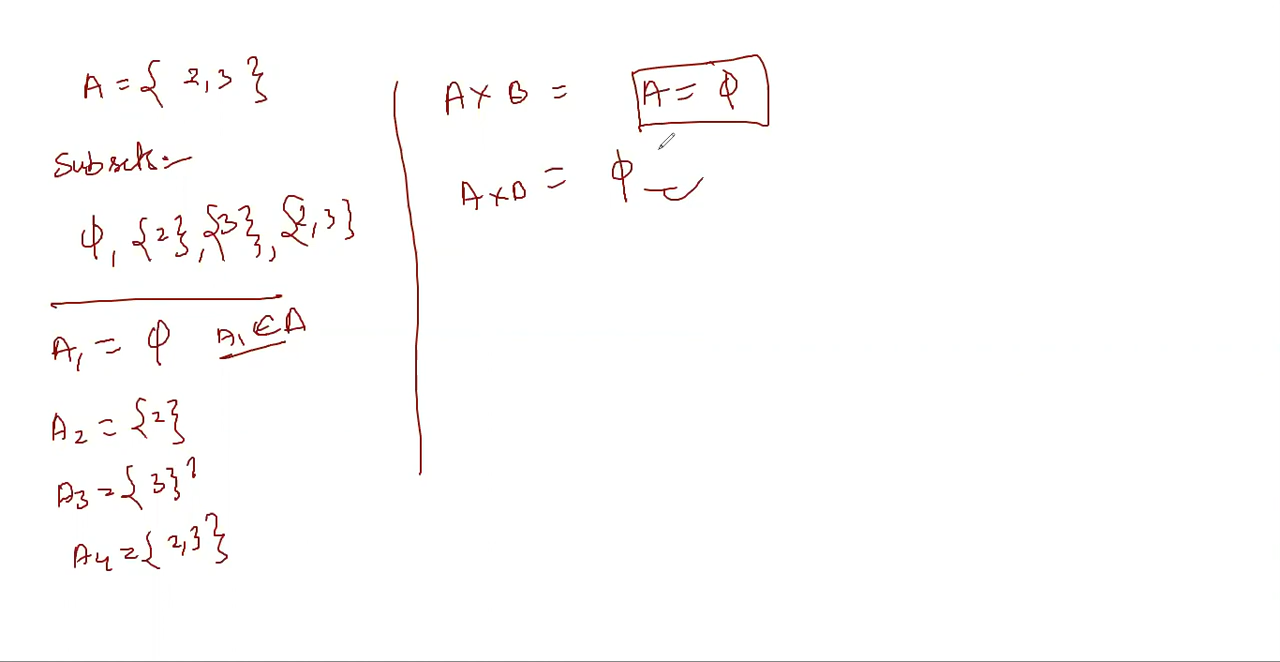 A = { 2, 3 }
Subsets:-
ϕ, {2}, {3}, {2, 3}
A₁ = ϕ A₁ ∈ A
A₂ = {2}
A₃ = { 3}
A₄ = { 2, 3 }
A × B = A = ϕ
A × B = ϕ